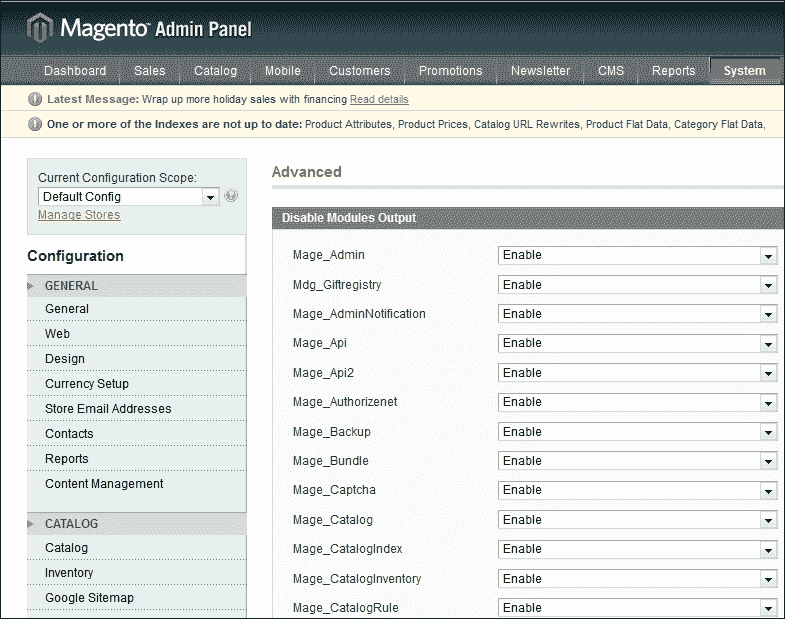 Magento™ Admin Panel
Dashboard Sales Catalog Mobile Customers Promotions Newsletter CMS Reports System
Latest Message: Wrap up more holiday sales with financing Read details
One or more of the Indexes are not up to date: Product Attributes, Product Prices, Catalog URL Rewrites, Product Flat Data, Category Flat Data,
Current Configuration Scope:
Default Config
Manage Stores
Configuration
GENERAL
General
Web
Design
Currency Setup
Store Email Addresses
Contacts
Reports
Content Management
CATALOG
Catalog
Inventory
Google Sitemap
Advanced
Disable Modules Output
Mage_Admin Enable
Mdg_Giftregistry Enable
Mage_AdminNotification Enable
Mage_Api Enable
Mage_Api2 Enable
Mage_Authorizenet Enable
Mage_Backup Enable
Mage_Bundle Enable
Mage_Captcha Enable
Mage_Catalog Enable
Mage_CatalogIndex Enable
Mage_CatalogInventory Enable
Mage_CatalogRule Enable